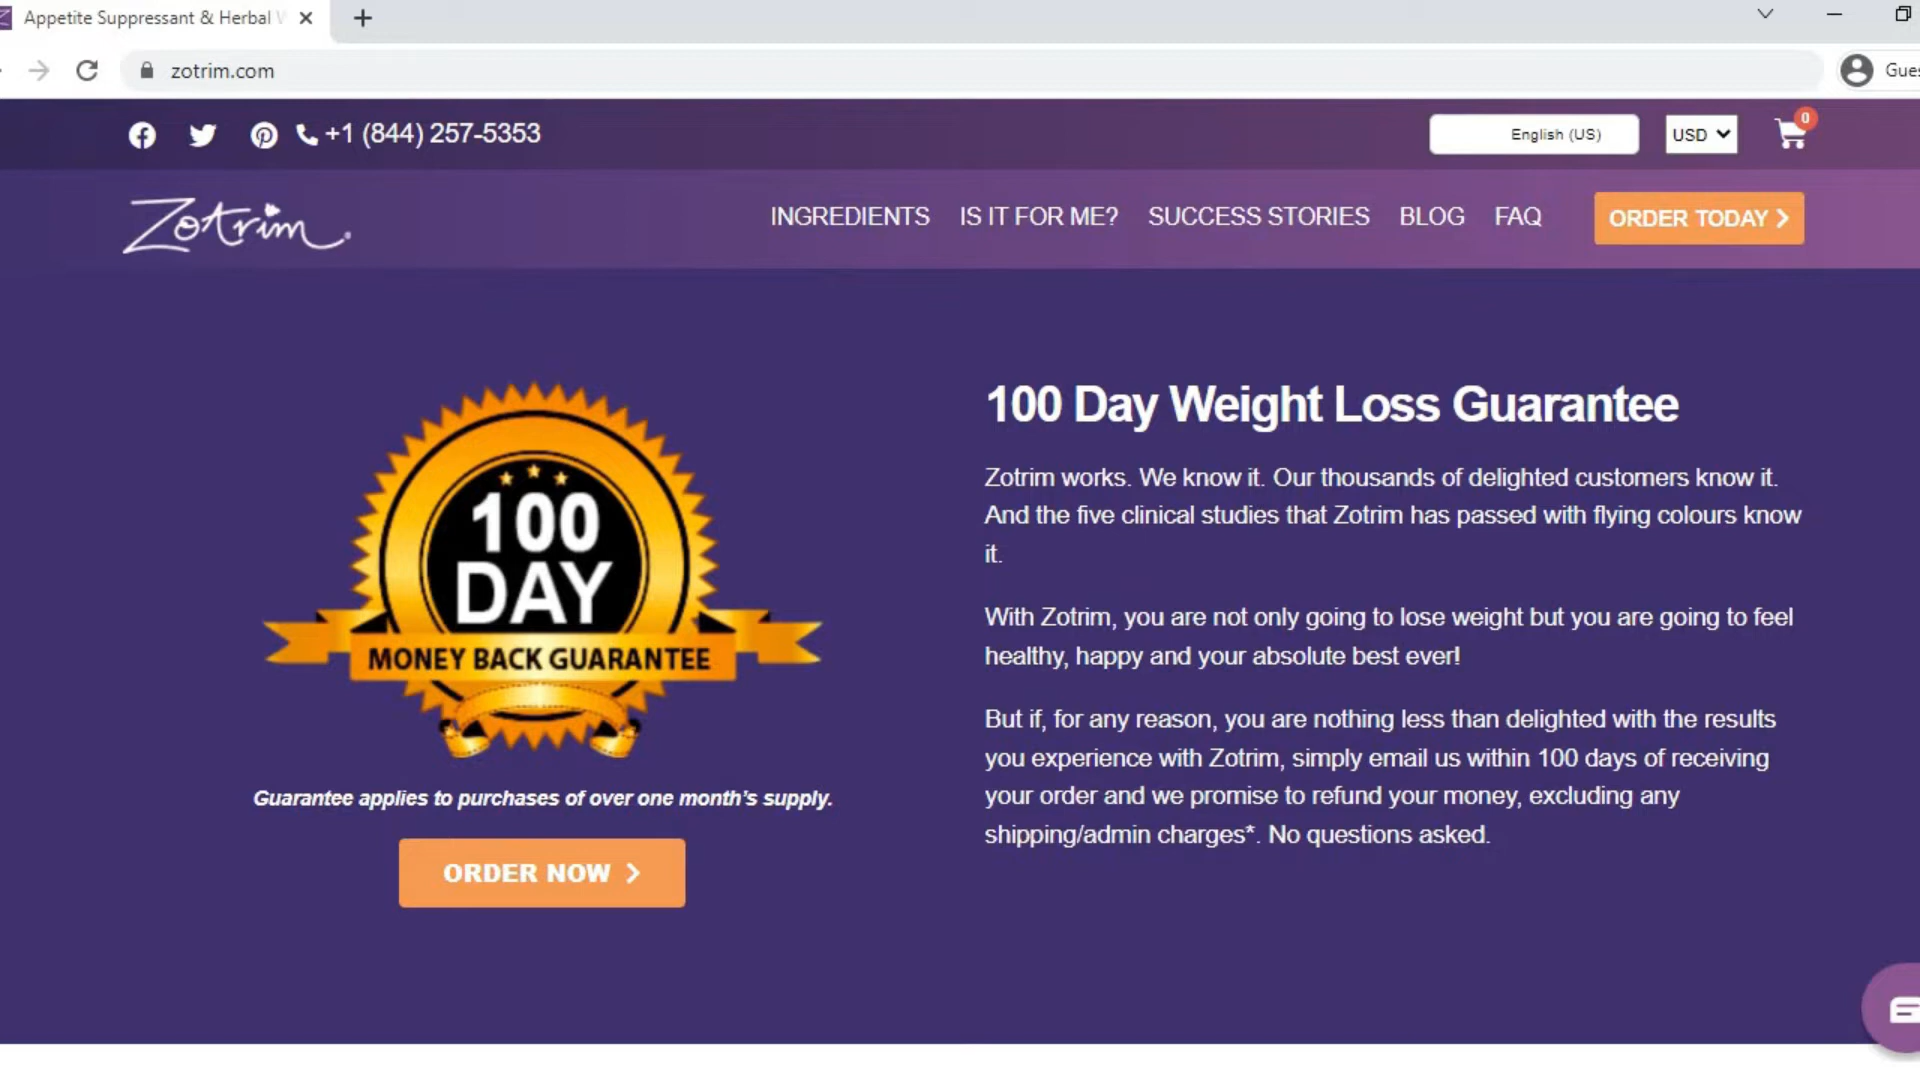 Appetite Suppressant & Herbal
zotrim.com
+1 (844) 257-5353
English (US)
USD
0
Zotrim.
INGREDIENTS
IS IT FOR ME?
SUCCESS STORIES
BLOG
FAQ
ORDER TODAY
100
DAY
MONEY BACK GUARANTEE
Guarantee applies to purchases of over one month's supply.
ORDER NOW
100 Day Weight Loss Guarantee
Zotrim works. We know it. Our thousands of delighted customers know it.
And the five clinical studies that Zotrim has passed with flying colours know
it.
With Zotrim, you are not only going to lose weight but you are going to feel
healthy, happy and your absolute best ever!
But if, for any reason, you are nothing less than delighted with the results
you experience with Zotrim, simply email us within 100 days of receiving
your order and we promise to refund your money, excluding any
shipping/admin charges*. No questions asked.